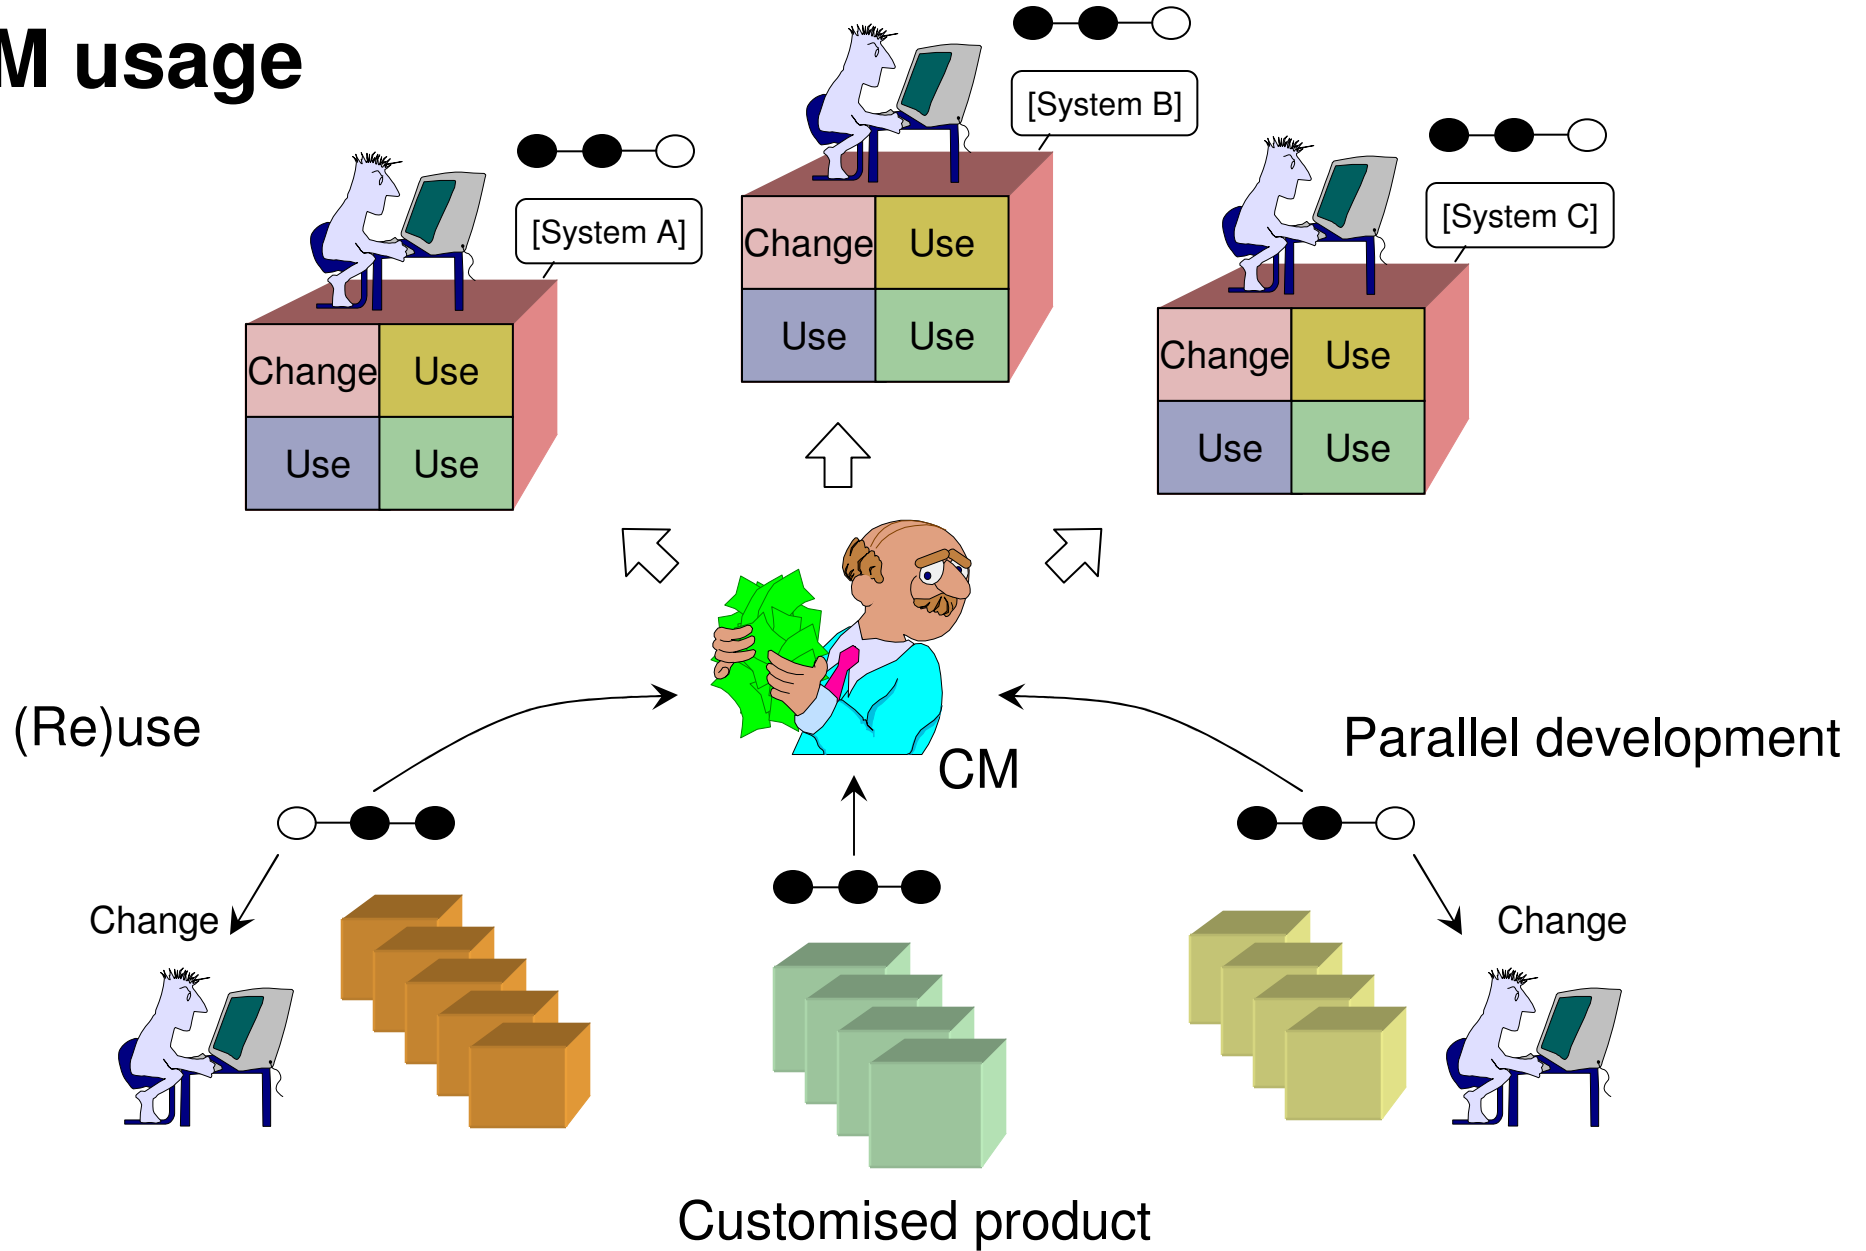 M usage
[System B]
[System C]
[System A]
Change Use
Use Use
Change Use
Use Use
Change Use
Use Use
(Re)use
Parallel development
CM
Change
Change
Customised product